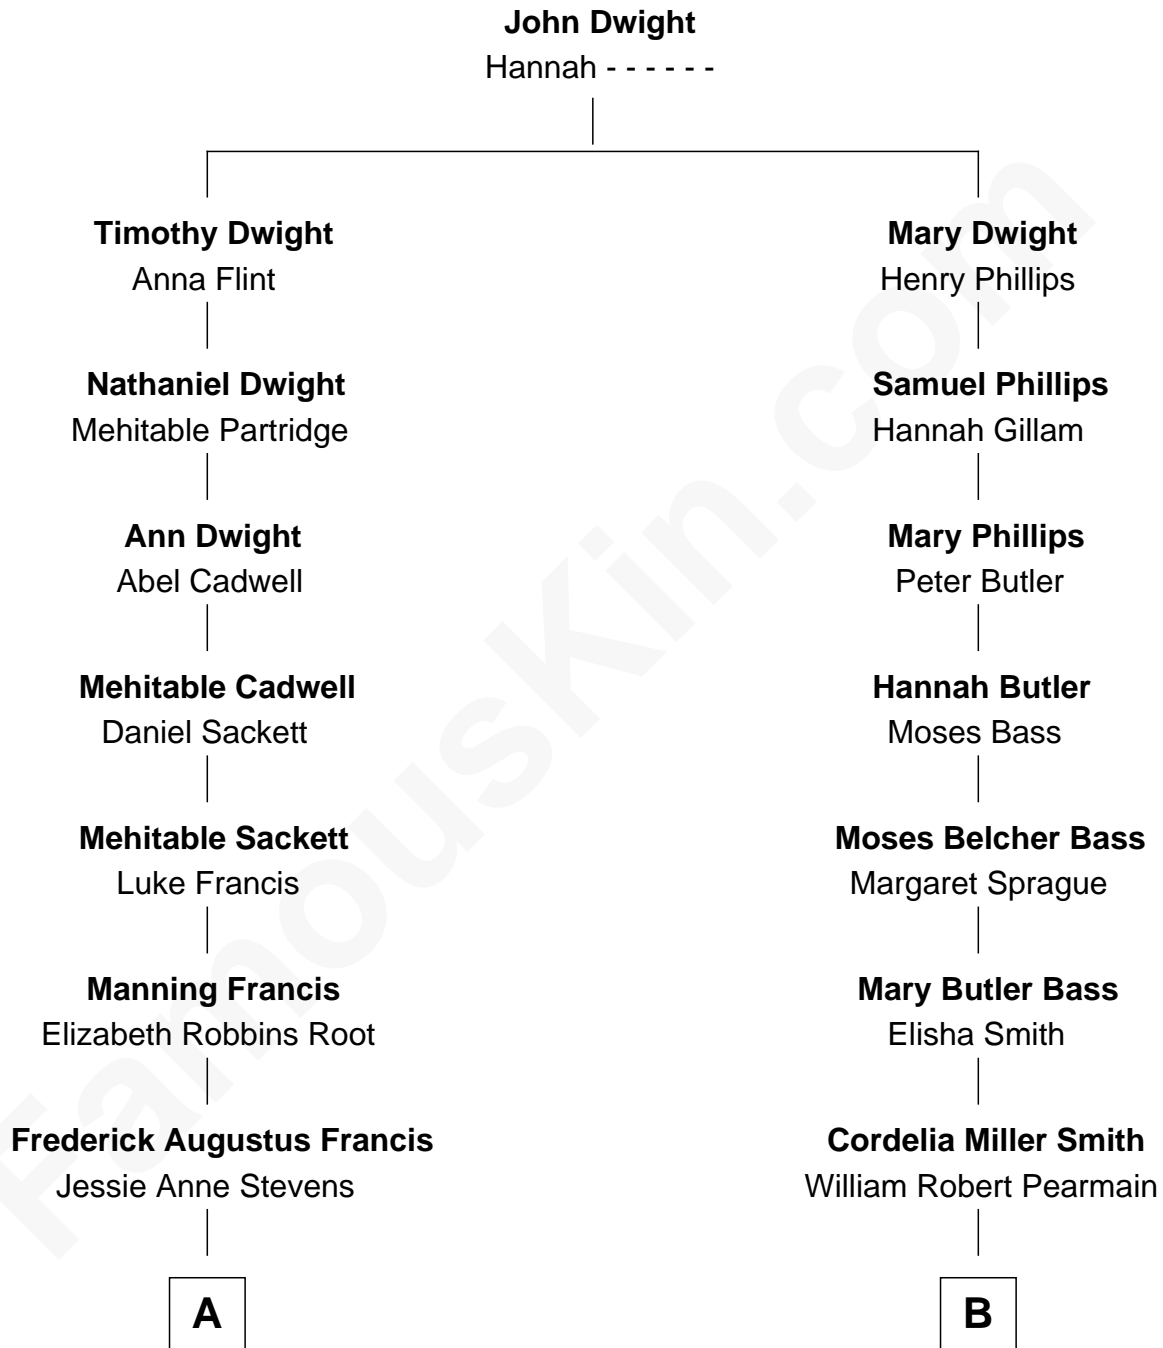 John Dwight
Hannah - - - - - -
Timothy Dwight
Anna Flint
Mary Dwight
Henry Phillips
Nathaniel Dwight
Mehitable Partridge
Samuel Phillips
Hannah Gillam
Ann Dwight
Abel Cadwell
Mary Phillips
Peter Butler
Mehitable Cadwell
Daniel Sackett
Hannah Butler
Moses Bass
Mehitable Sackett
Luke Francis
Moses Belcher Bass
Margaret Sprague
Manning Francis
Elizabeth Robbins Root
Mary Butler Bass
Elisha Smith
Frederick Augustus Francis
Jessie Anne Stevens
Cordelia Miller Smith
William Robert Pearmain
A
B
FamousKin.com